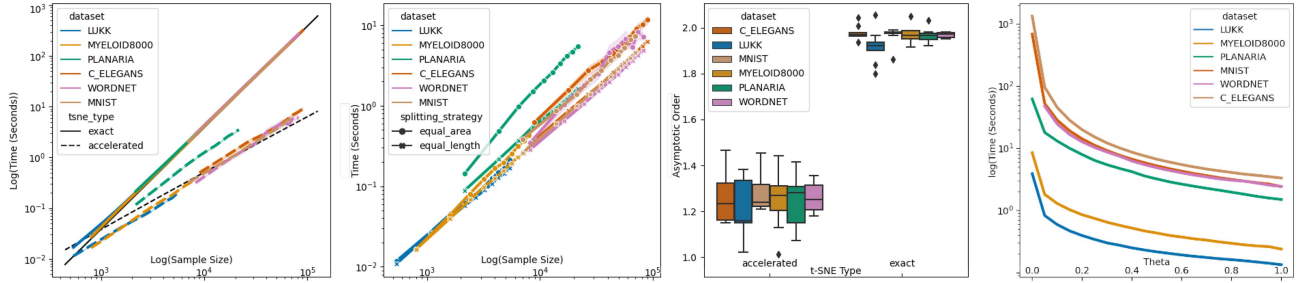 Log(Time (Seconds))
10³
10²
10¹
10⁰
10⁻¹
10⁻²
dataset
LUKK
MYELOID8000
PLANARIA
C_ELEGANS
WORDNET
MNIST
tsne_type
exact
accelerated
Log(Sample Size)
10³
10⁴
10⁵
Time (Seconds)
10¹
10⁰
10⁻¹
10⁻²
dataset
LUKK
MYELOID8000
PLANARIA
C_ELEGANS
WORDNET
MNIST
splitting_strategy
equal_area
equal_length
Log(Sample Size)
10³
10⁴
10⁵
Asymptotic Order
2.0
1.8
1.6
1.4
1.2
1.0
dataset
C_ELEGANS
LUKK
MNIST
MYELOID8000
PLANARIA
WORDNET
accelerated
exact
t-SNE Type
log(Time (Seconds))
10³
10²
10¹
10⁰
dataset
LUKK
MYELOID8000
PLANARIA
MNIST
WORDNET
C_ELEGANS
Theta
0.0
0.2
0.4
0.6
0.8
1.0